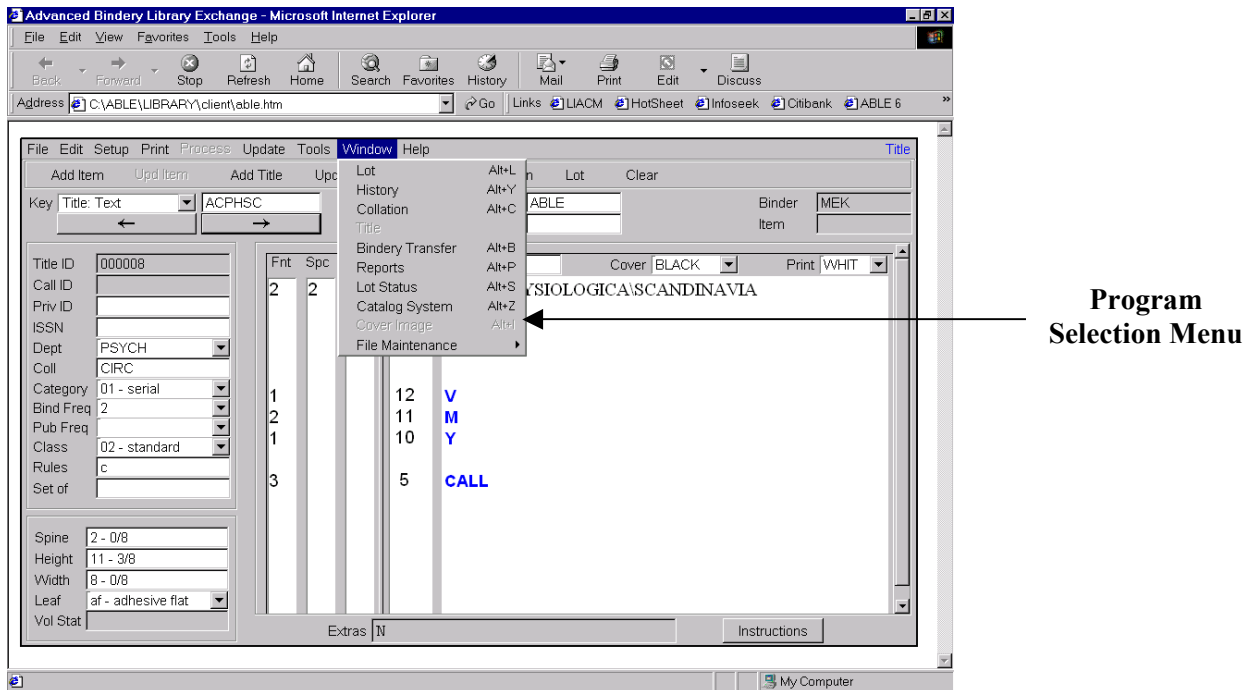 Advanced Bindery Library Exchange - Microsoft Internet Explorer
File Edit View Favorites Tools Help
Back Forward Stop Refresh Home Search Favorites History Mail Print Edit Discuss
Address C:\ABLE\LIBRARY\client\able.htm Go Links LIACM HotSheet Infoseek Citibank ABLE 6 »
File Edit Setup Print Process Update Tools Window Help Title
Add Item Upd Item Add Title Lot Clear
Key Title: Text ACPHSC ABLE Binder MEK
← → Item
Lot Alt+L
History Alt+Y
Collation Alt+C
Title
Bindery Transfer Alt+B
Reports Alt+P
Lot Status Alt+S
Catalog System Alt+Z
Cover Image Alt+I
File Maintenance
Program
Selection Menu
Title ID 000008
Call ID
Priv ID
ISSN
Dept PSYCH
Coll CIRC
Category 01 - serial
Bind Freq 2
Pub Freq
Class 02 - standard
Rules c
Set of
Spine 2 - 0/8
Height 11 - 3/8
Width 8 - 0/8
Leaf af - adhesive flat
Vol Stat
Fnt Spc Cover BLACK Print WHIT
2 2 YSIOLOGICA\SCANDINAVIA
1 12 V
2 11 M
1 10 Y
3 5 CALL
Extras N Instructions
My Computer